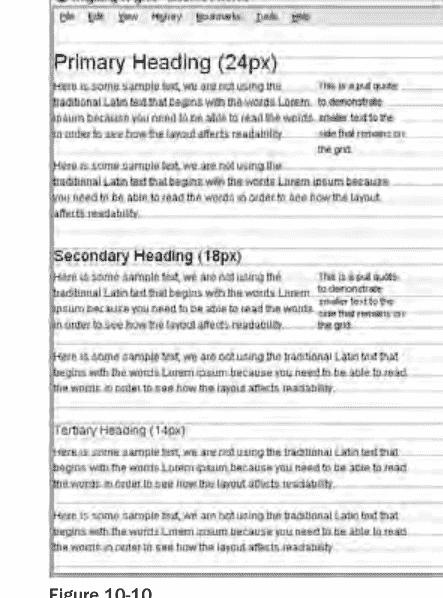 File Edit View History Bookmarks Tools Help
Primary Heading (24px)
Here is some sample text, we are not using the
traditional Latin text that begins with the words Lorem
ipsum because you need to be able to read the words
in order to see how the layout affects readability.
This is a pull quote
to demonstrate
smaller text to the
side that remains on
the grid.
Here is some sample text, we are not using the
traditional Latin text that begins with the words Lorem ipsum because
you need to be able to read the words in order to see how the layout
affects readability.
Secondary Heading (18px)
Here is some sample text, we are not using the
traditional Latin text that begins with the words Lorem
ipsum because you need to be able to read the words
in order to see how the layout affects readability.
This is a pull quote
to demonstrate
smaller text to the
side that remains on
the grid.
Here is some sample text, we are not using the traditional Latin text that
begins with the words Lorem ipsum because you need to be able to read
the words in order to see how the layout affects readability.
Tertiary Heading (14px)
Here is some sample text, we are not using the traditional Latin text that
begins with the words Lorem ipsum because you need to be able to read
the words in order to see how the layout affects readability.
Here is some sample text, we are not using the traditional Latin text that
begins with the words Lorem ipsum because you need to be able to read
the words in order to see how the layout affects readability.
Figure 10-10